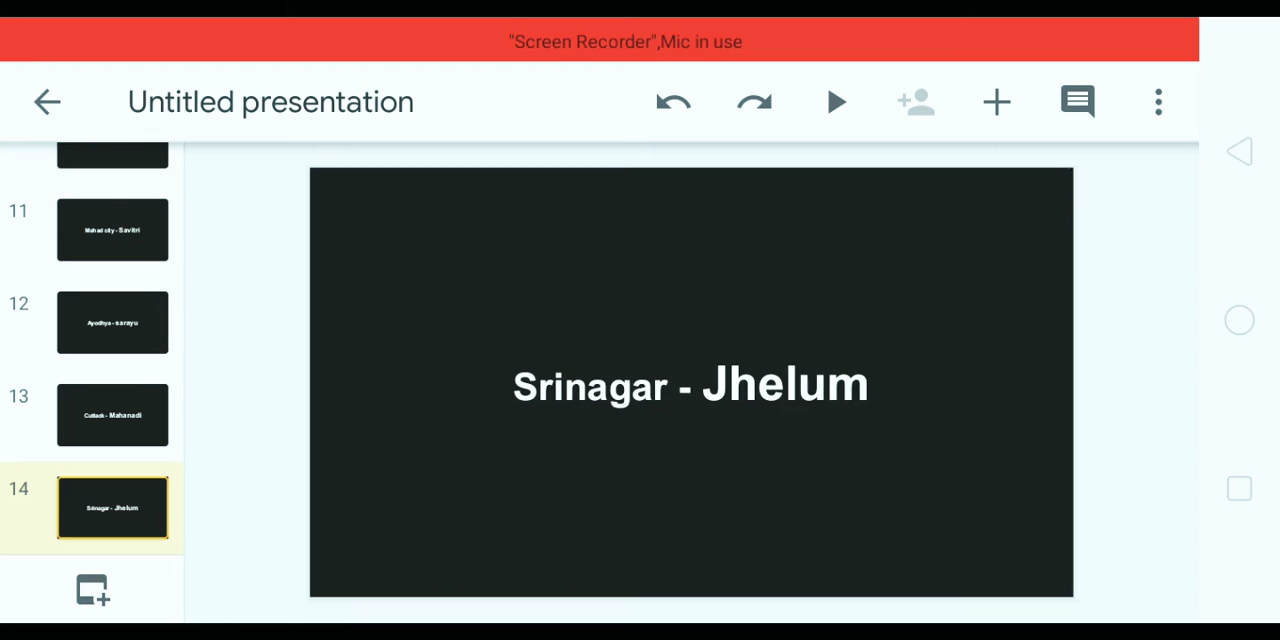 "Screen Recorder",Mic in use
Untitled presentation
11
Mahad city - Savitri
12
Ayodhya - sarayu
13
Cuttack - Mahanadi
14
Srinagar - Jhelum
Srinagar - Jhelum